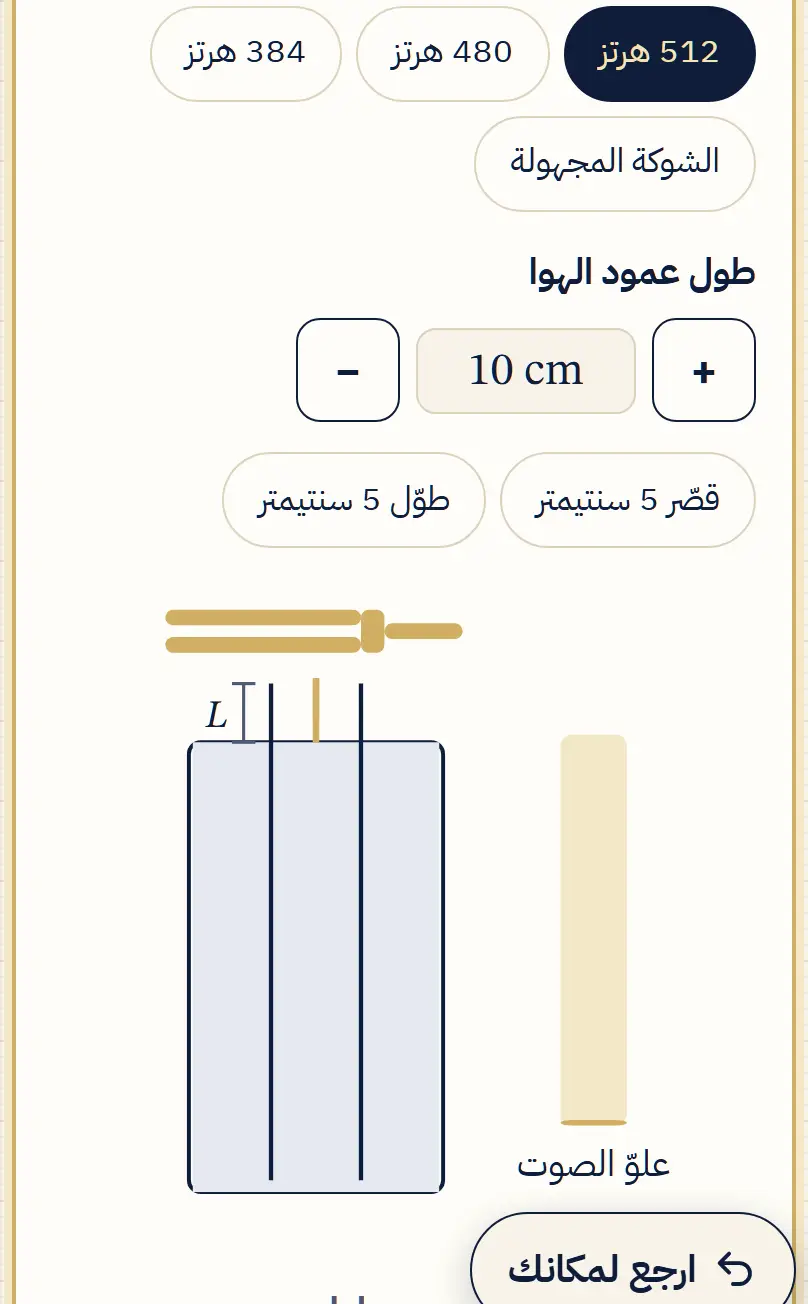 512 هرتز 480 هرتز 384 هرتز
الشوكة المجهولة
طول عمود الهوا
+ 10 cm −
قصّر 5 سنتيمتر طوّل 5 سنتيمتر
L
علوّ الصوت
ارجع لمكانك